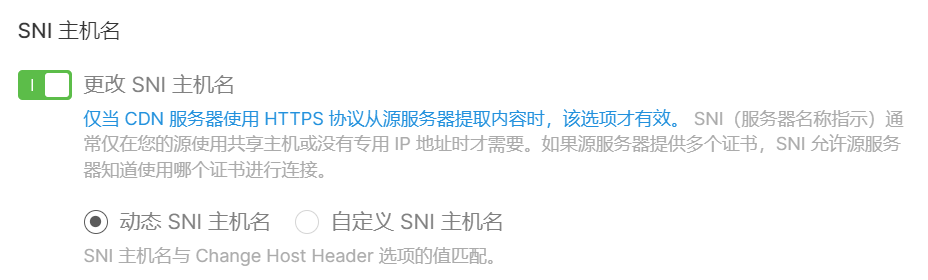 SNI 主机名
更改 SNI 主机名
仅当 CDN 服务器使用 HTTPS 协议从源服务器提取内容时，该选项才有效。 SNI（服务器名称指示）通
常仅在您的源使用共享主机或没有专用 IP 地址时才需要。如果源服务器提供多个证书，SNI 允许源服务
器知道使用哪个证书进行连接。
动态 SNI 主机名 自定义 SNI 主机名
SNI 主机名与 Change Host Header 选项的值匹配。